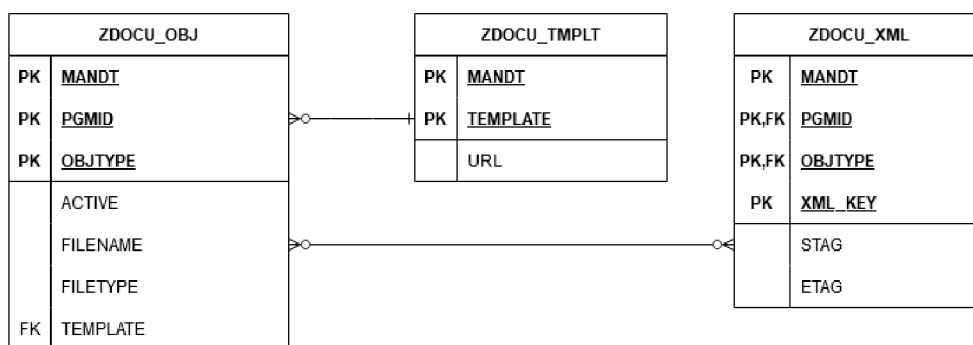 ZDOCU_OBJ
PK MANDT
PK PGMID
PK OBJTYPE
ACTIVE
FILENAME
FILETYPE
FK TEMPLATE
ZDOCU_TMPLT
PK MANDT
PK TEMPLATE
URL
ZDOCU_XML
PK MANDT
PK,FK PGMID
PK,FK OBJTYPE
PK XML_KEY
STAG
ETAG